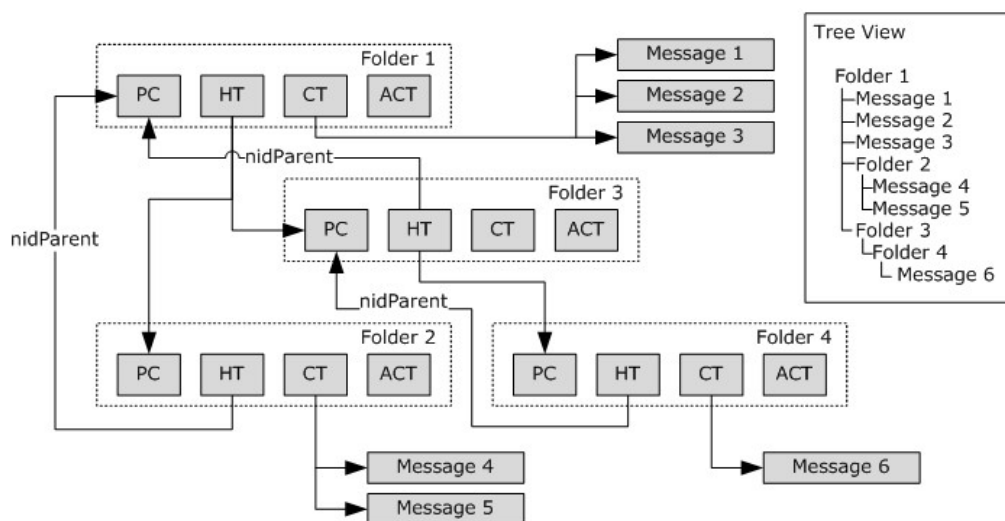 Folder 1
PC HT CT ACT
Message 1
Message 2
Message 3
nidParent
Folder 3
PC HT CT ACT
nidParent
nidParent
Folder 2
PC HT CT ACT
Folder 4
PC HT CT ACT
Message 4
Message 5
Message 6
Tree View
Folder 1
Message 1
Message 2
Message 3
Folder 2
Message 4
Message 5
Folder 3
Folder 4
Message 6